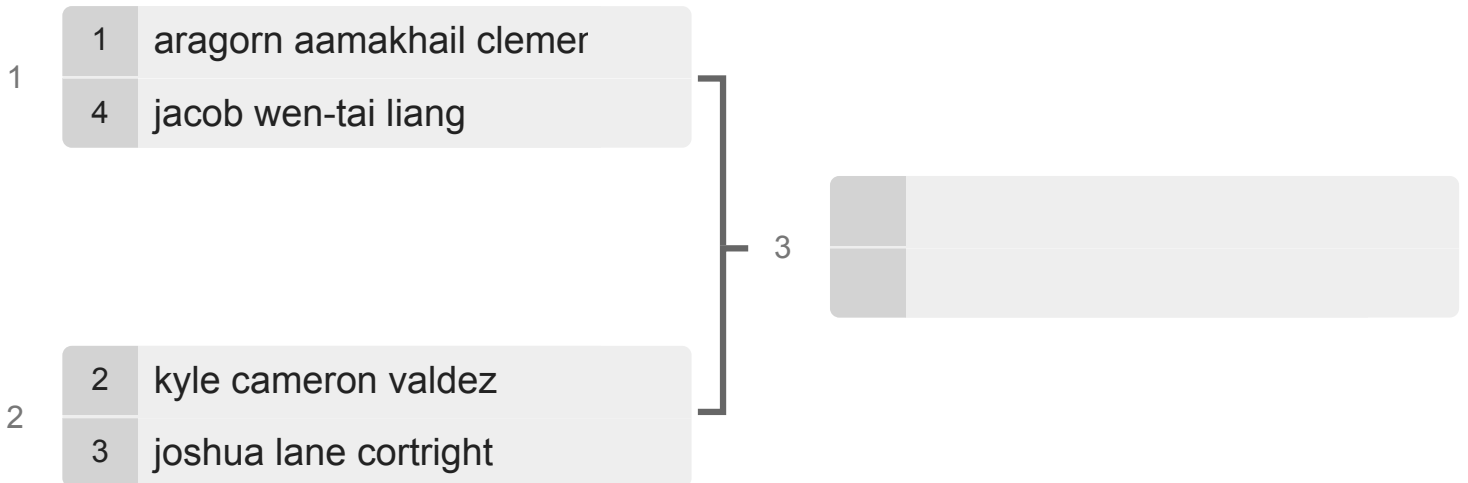 1
1 aragorn aamakhail clemer
4 jacob wen-tai liang
3
2
2 kyle cameron valdez
3 joshua lane cortright